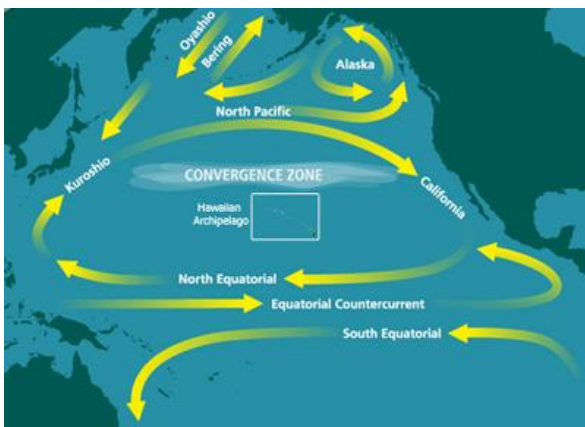 Oyashio
Bering
Alaska
North Pacific
Kuroshio
CONVERGENCE ZONE
California
Hawaiian
Archipelago
North Equatorial
Equatorial Countercurrent
South Equatorial